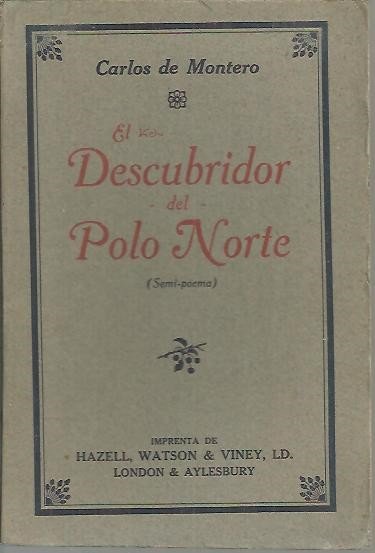 Carlos de Montero
El
Descubridor
- del -
Polo Norte
(Semi-poema)
IMPRENTA DE
HAZELL, WATSON & VINEY, LD.
LONDON & AYLESBURY